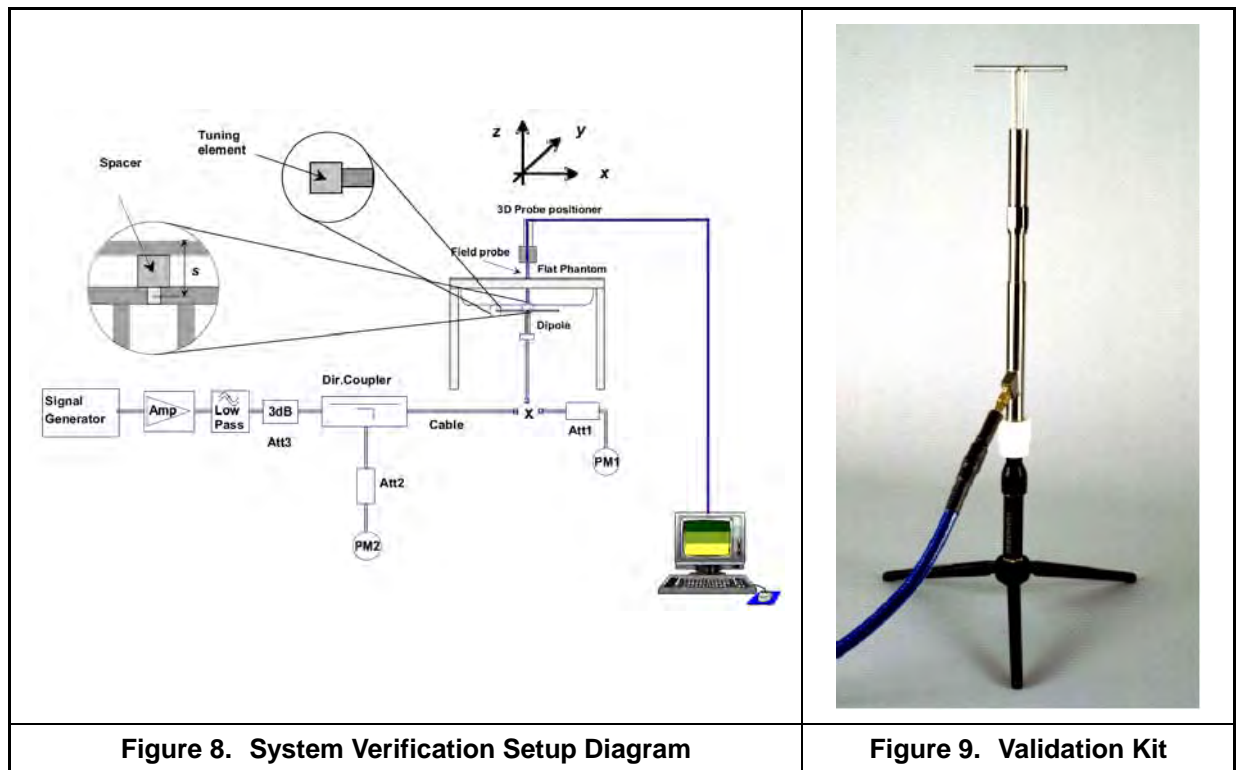 Tuning
element
Spacer
s
z
y
x
3D Probe positioner
Field probe
Flat Phantom
Dipole
Dir.Coupler
Signal
Generator
Amp
Low
Pass
3dB
Att3
Cable
x
Att1
PM1
Att2
PM2
Figure 8. System Verification Setup Diagram
Figure 9. Validation Kit